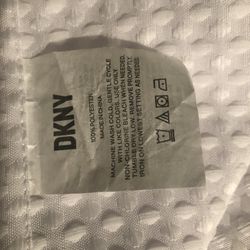 DKNY
100% POLYESTER
MADE IN CHINA
MACHINE WASH COLD, GENTLE CYCLE
WITH LIKE COLORS. USE ONLY
NON-CHLORINE BLEACH WHEN NEEDED.
TUMBLE DRY LOW. REMOVE PROMPTLY.
IRON ON LOWEST SETTING AS NEEDED.